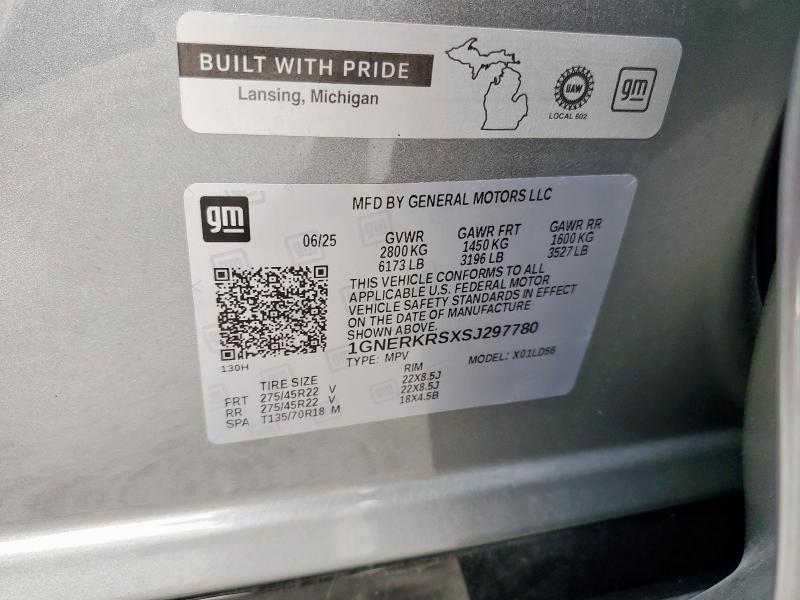 BUILT WITH PRIDE
Lansing, Michigan
UAW
LOCAL 602
gm
gm
MFD BY GENERAL MOTORS LLC
06/25
GVWR
2800 KG
6173 LB
GAWR FRT
1450 KG
3196 LB
GAWR RR
1600 KG
3527 LB
THIS VEHICLE CONFORMS TO ALL
APPLICABLE U.S. FEDERAL MOTOR
VEHICLE SAFETY STANDARDS IN EFFECT
ON THE DATE OF MANUFACTURE
SHOWN ABOVE.
1GNERKRSXSJ297780
TYPE: MPV MODEL: X01LD56
130H
TIRE SIZE RIM
FRT 275/45R22 V 22X8.5J
RR 275/45R22 V 22X8.5J
SPA T135/70R18 M 18X4.5B